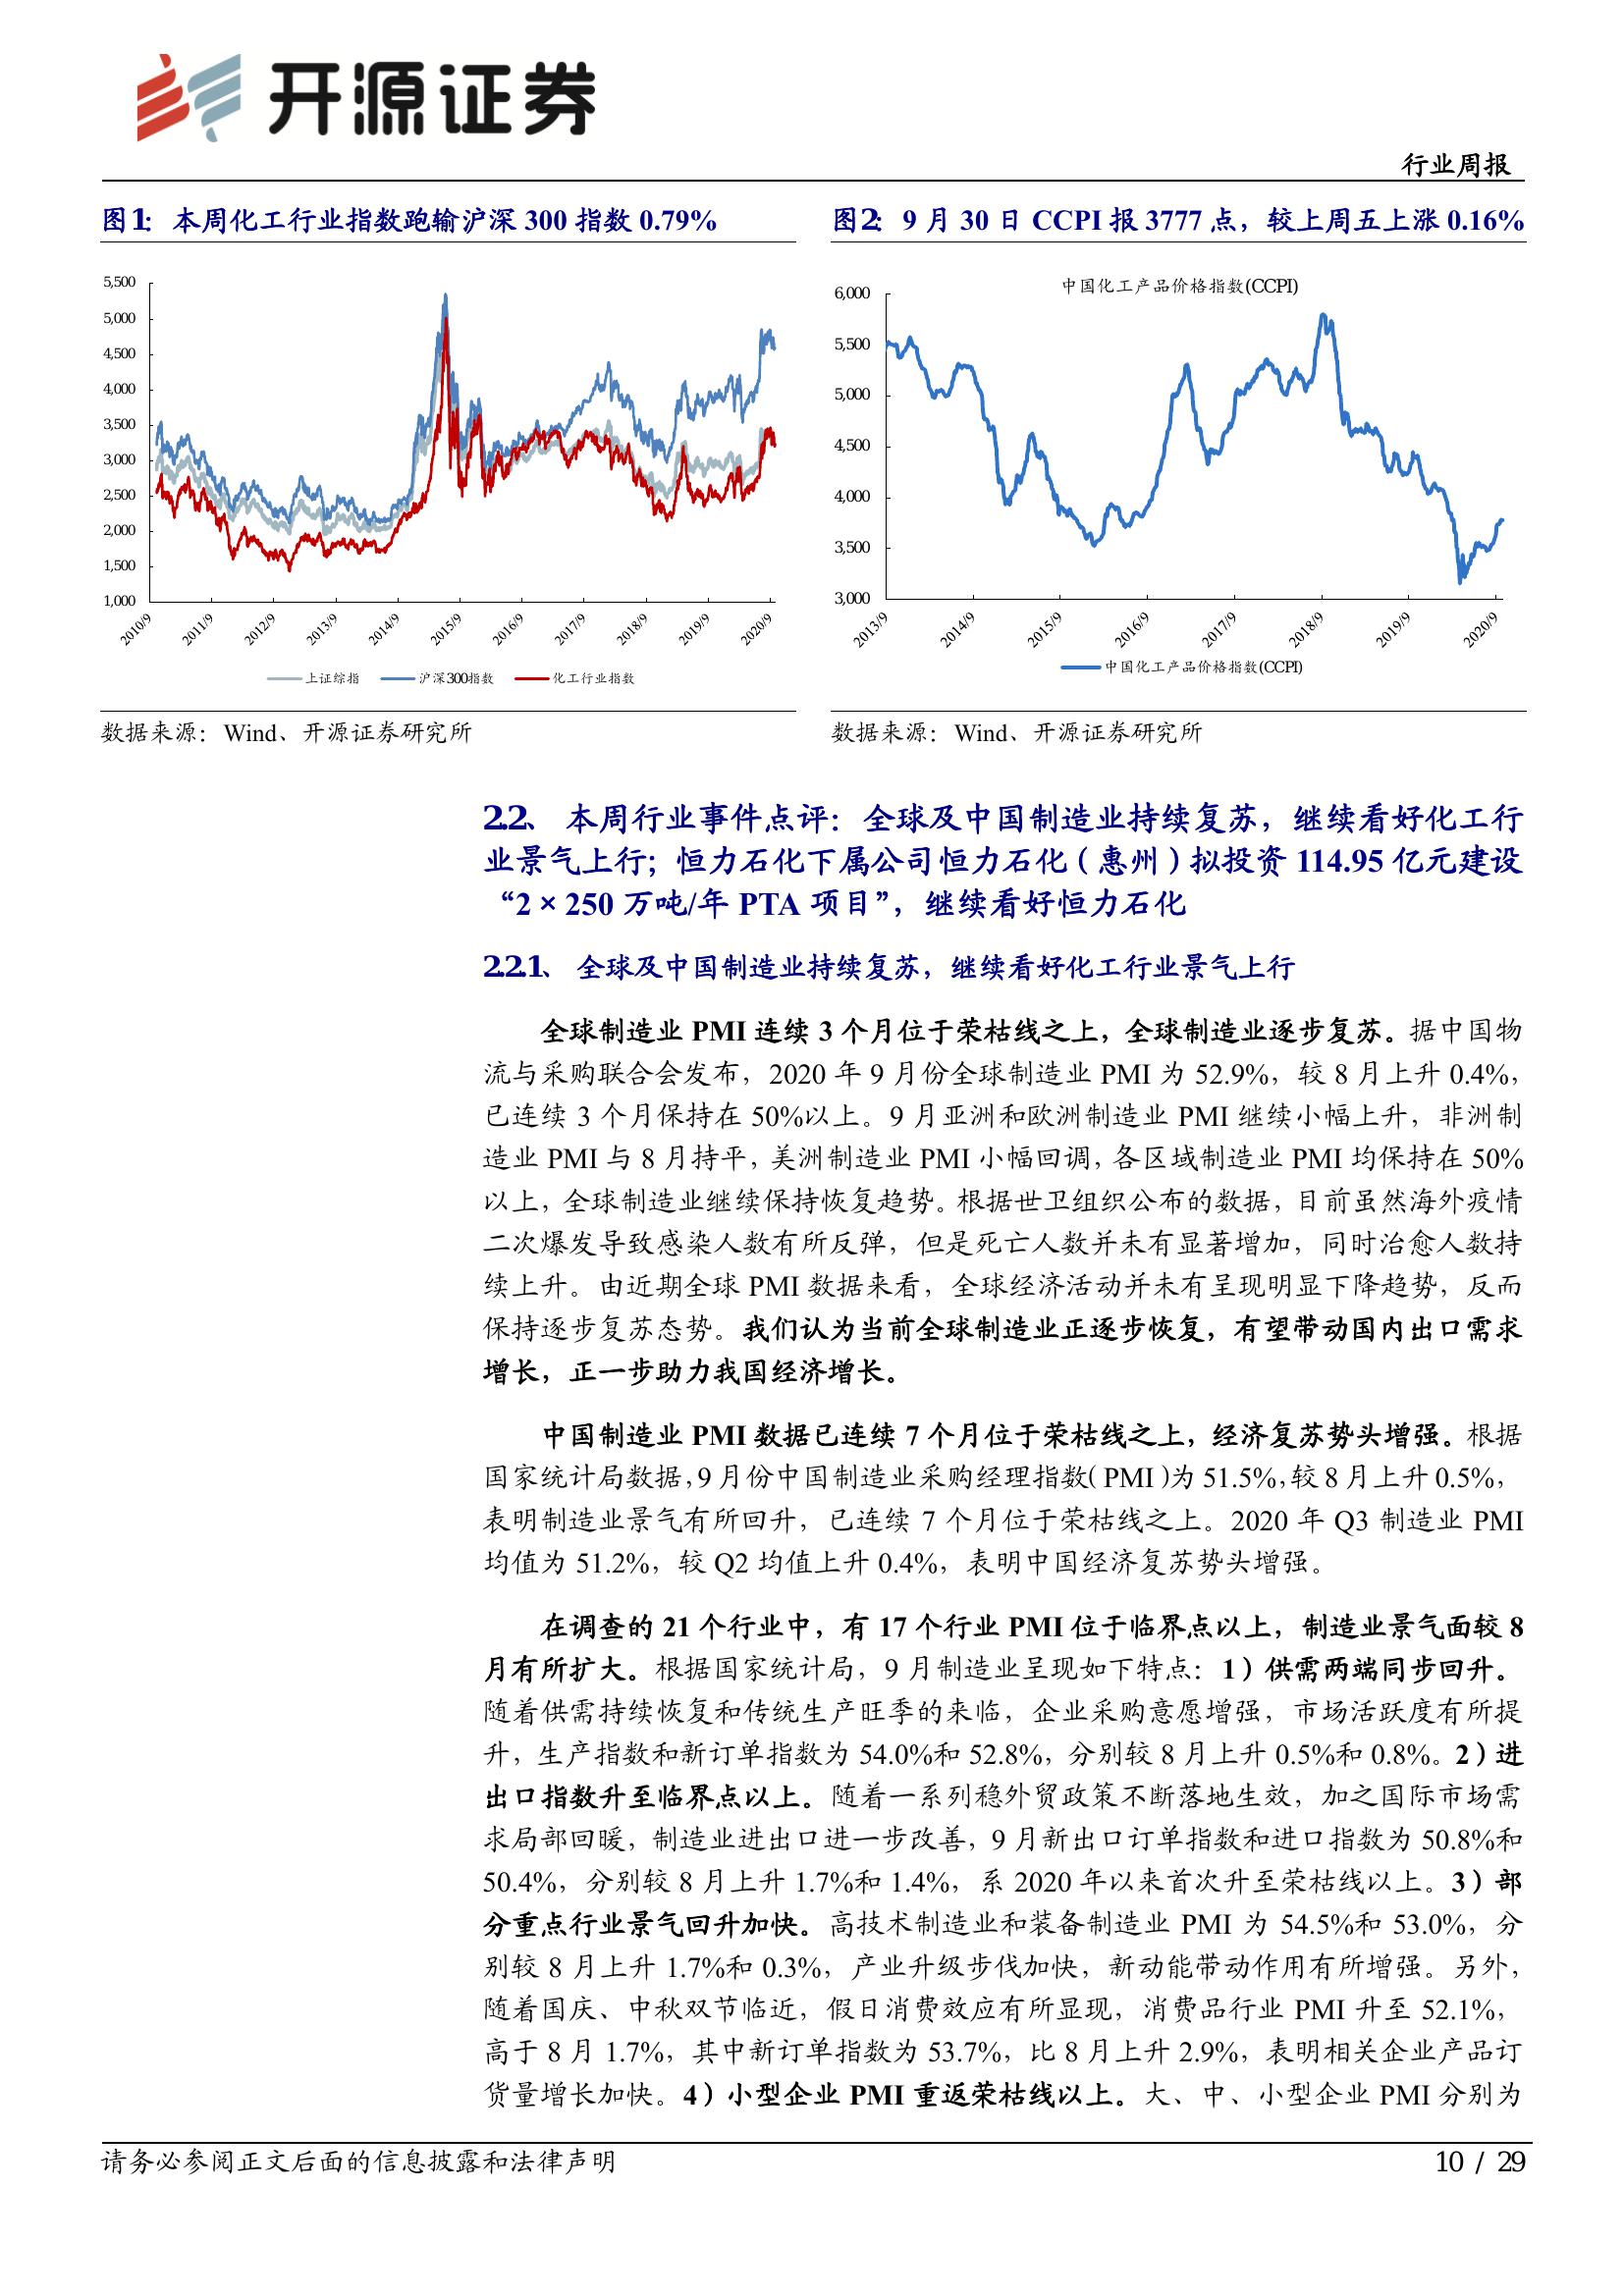 开源证券
行业周报
图1：本周化工行业指数跑输沪深 300 指数 0.79%
图2：9 月 30 日 CCPI 报 3777 点，较上周五上涨 0.16%
5,500
5,000
4,500
4,000
3,500
3,000
2,500
2,000
1,500
1,000
2010/9
2011/9
2012/9
2013/9
2014/9
2015/9
2016/9
2017/9
2018/9
2019/9
2020/9
上证综指 沪深300指数 化工行业指数
中国化工产品价格指数(CCPI)
6,000
5,500
5,000
4,500
4,000
3,500
3,000
2013/9
2014/9
2015/9
2016/9
2017/9
2018/9
2019/9
2020/9
中国化工产品价格指数(CCPI)
数据来源：Wind、开源证券研究所
数据来源：Wind、开源证券研究所
2.2、 本周行业事件点评：全球及中国制造业持续复苏，继续看好化工行
业景气上行；恒力石化下属公司恒力石化（惠州）拟投资 114.95 亿元建设
“2×250 万吨/年 PTA 项目”，继续看好恒力石化
2.2.1、 全球及中国制造业持续复苏，继续看好化工行业景气上行
全球制造业 PMI 连续 3 个月位于荣枯线之上，全球制造业逐步复苏。据中国物
流与采购联合会发布，2020 年 9 月份全球制造业 PMI 为 52.9%，较 8 月上升 0.4%，
已连续 3 个月保持在 50%以上。9 月亚洲和欧洲制造业 PMI 继续小幅上升，非洲制
造业 PMI 与 8 月持平，美洲制造业 PMI 小幅回调，各区域制造业 PMI 均保持在 50%
以上，全球制造业继续保持恢复趋势。根据世卫组织公布的数据，目前虽然海外疫情
二次爆发导致感染人数有所反弹，但是死亡人数并未有显著增加，同时治愈人数持
续上升。由近期全球 PMI 数据来看，全球经济活动并未有呈现明显下降趋势，反而
保持逐步复苏态势。我们认为当前全球制造业正逐步恢复，有望带动国内出口需求
增长，正一步助力我国经济增长。
中国制造业 PMI 数据已连续 7 个月位于荣枯线之上，经济复苏势头增强。根据
国家统计局数据，9 月份中国制造业采购经理指数（PMI）为 51.5%，较 8 月上升 0.5%，
表明制造业景气有所回升，已连续 7 个月位于荣枯线之上。2020 年 Q3 制造业 PMI
均值为 51.2%，较 Q2 均值上升 0.4%，表明中国经济复苏势头增强。
在调查的 21 个行业中，有 17 个行业 PMI 位于临界点以上，制造业景气面较 8
月有所扩大。根据国家统计局，9 月制造业呈现如下特点：1）供需两端同步回升。
随着供需持续恢复和传统生产旺季的来临，企业采购意愿增强，市场活跃度有所提
升，生产指数和新订单指数为 54.0%和 52.8%，分别较 8 月上升 0.5%和 0.8%。2）进
出口指数升至临界点以上。随着一系列稳外贸政策不断落地生效，加之国际市场需
求局部回暖，制造业进出口进一步改善，9 月新出口订单指数和进口指数为 50.8%和
50.4%，分别较 8 月上升 1.7%和 1.4%，系 2020 年以来首次升至荣枯线以上。3）部
分重点行业景气回升加快。高技术制造业和装备制造业 PMI 为 54.5%和 53.0%，分
别较 8 月上升 1.7%和 0.3%，产业升级步伐加快，新动能带动作用有所增强。另外，
随着国庆、中秋双节临近，假日消费效应有所显现，消费品行业 PMI 升至 52.1%，
高于 8 月 1.7%，其中新订单指数为 53.7%，比 8 月上升 2.9%，表明相关企业产品订
货量增长加快。4）小型企业 PMI 重返荣枯线以上。大、中、小型企业 PMI 分别为
请务必参阅正文后面的信息披露和法律声明
10 / 29